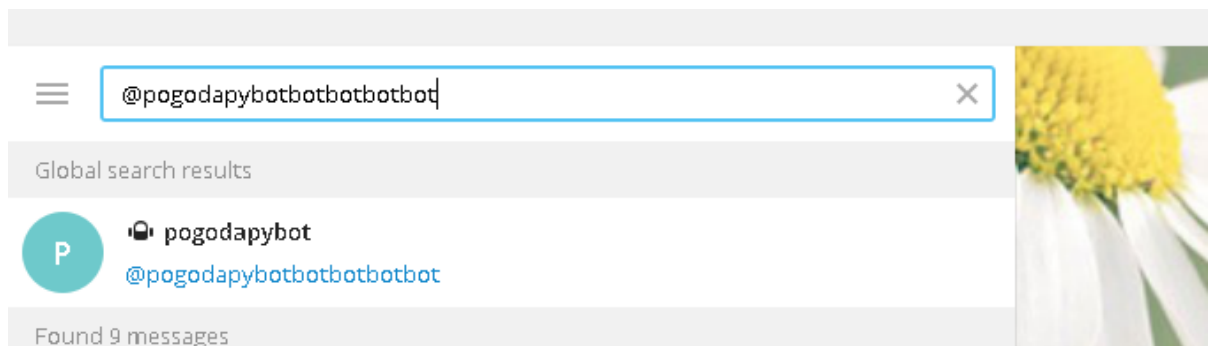 @pogodapybotbotbotbotbot
Global search results
P
pogodapybot
@pogodapybotbotbotbotbot
Found 9 messages